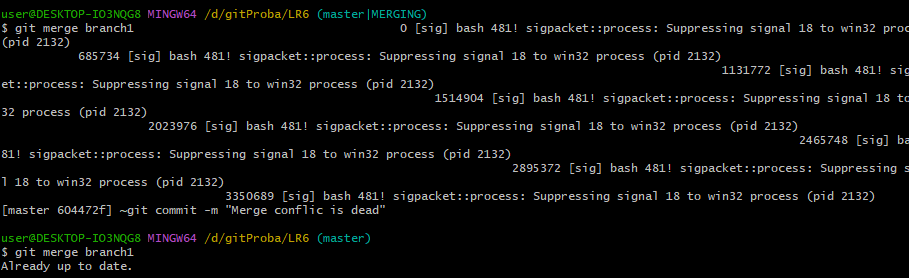 user@DESKTOP-IO3NQG8 MINGW64 /d/gitProba/LR6 (master|MERGING)
$ git merge branch1                                    0 [sig] bash 481! sigpacket::process: Suppressing signal 18 to win32 process
(pid 2132)
           685734 [sig] bash 481! sigpacket::process: Suppressing signal 18 to win32 process (pid 2132)
                                                                                                       1131772 [sig] bash 481! sig
et::process: Suppressing signal 18 to win32 process (pid 2132)
                                                              1514904 [sig] bash 481! sigpacket::process: Suppressing signal 18 to
32 process (pid 2132)
                     2023976 [sig] bash 481! sigpacket::process: Suppressing signal 18 to win32 process (pid 2132)
                                                                                                                  2465748 [sig] ba
81! sigpacket::process: Suppressing signal 18 to win32 process (pid 2132)
                                                                         2895372 [sig] bash 481! sigpacket::process: Suppressing s
l 18 to win32 process (pid 2132)
                                3350689 [sig] bash 481! sigpacket::process: Suppressing signal 18 to win32 process (pid 2132)
[master 604472f] ~git commit -m "Merge conflic is dead"

user@DESKTOP-IO3NQG8 MINGW64 /d/gitProba/LR6 (master)
$ git merge branch1
Already up to date.